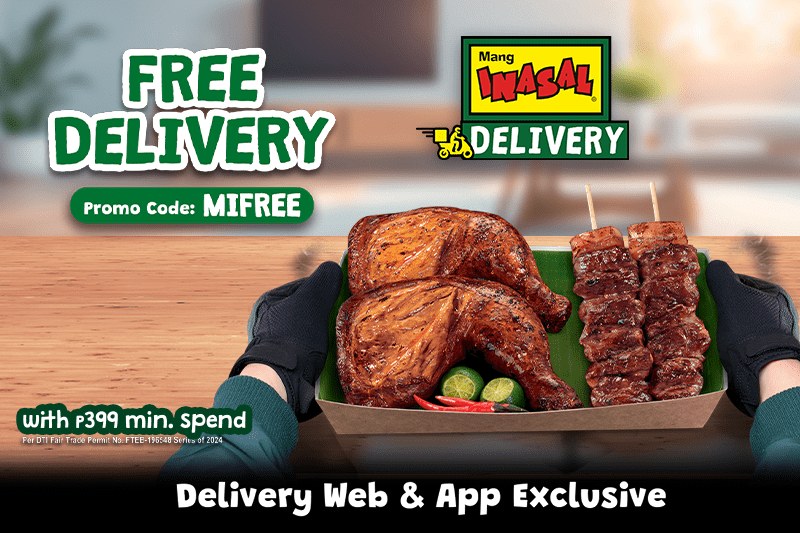 FREE
DELIVERY
Promo Code: MIFREE
Mang
INASAL
®
DELIVERY
with ₱399 min. spend
Per DTI Fair Trade Permit No. FTEB-196548 Series of 2024
Delivery Web & App Exclusive